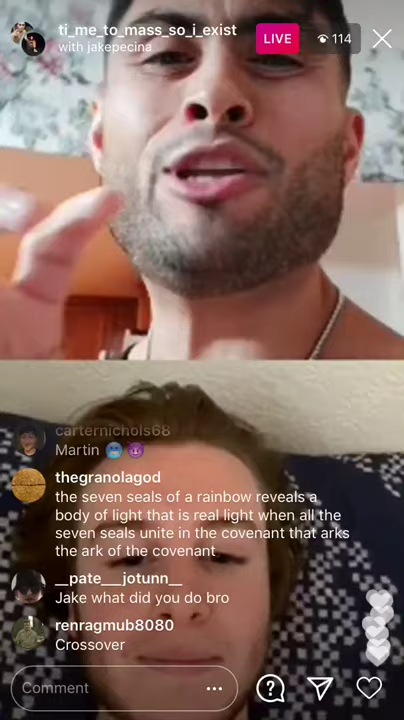 ti_me_to_mass_so_i_exist
with jakepecina
LIVE
114
carternichols68
Martin 🥶😈
thegranolagod
the seven seals of a rainbow reveals a
body of light that is real light when all the
seven seals unite in the covenant that arks
the ark of the covenant
__pate___jotunn__
Jake what did you do bro
renragmub8080
Crossover
Comment